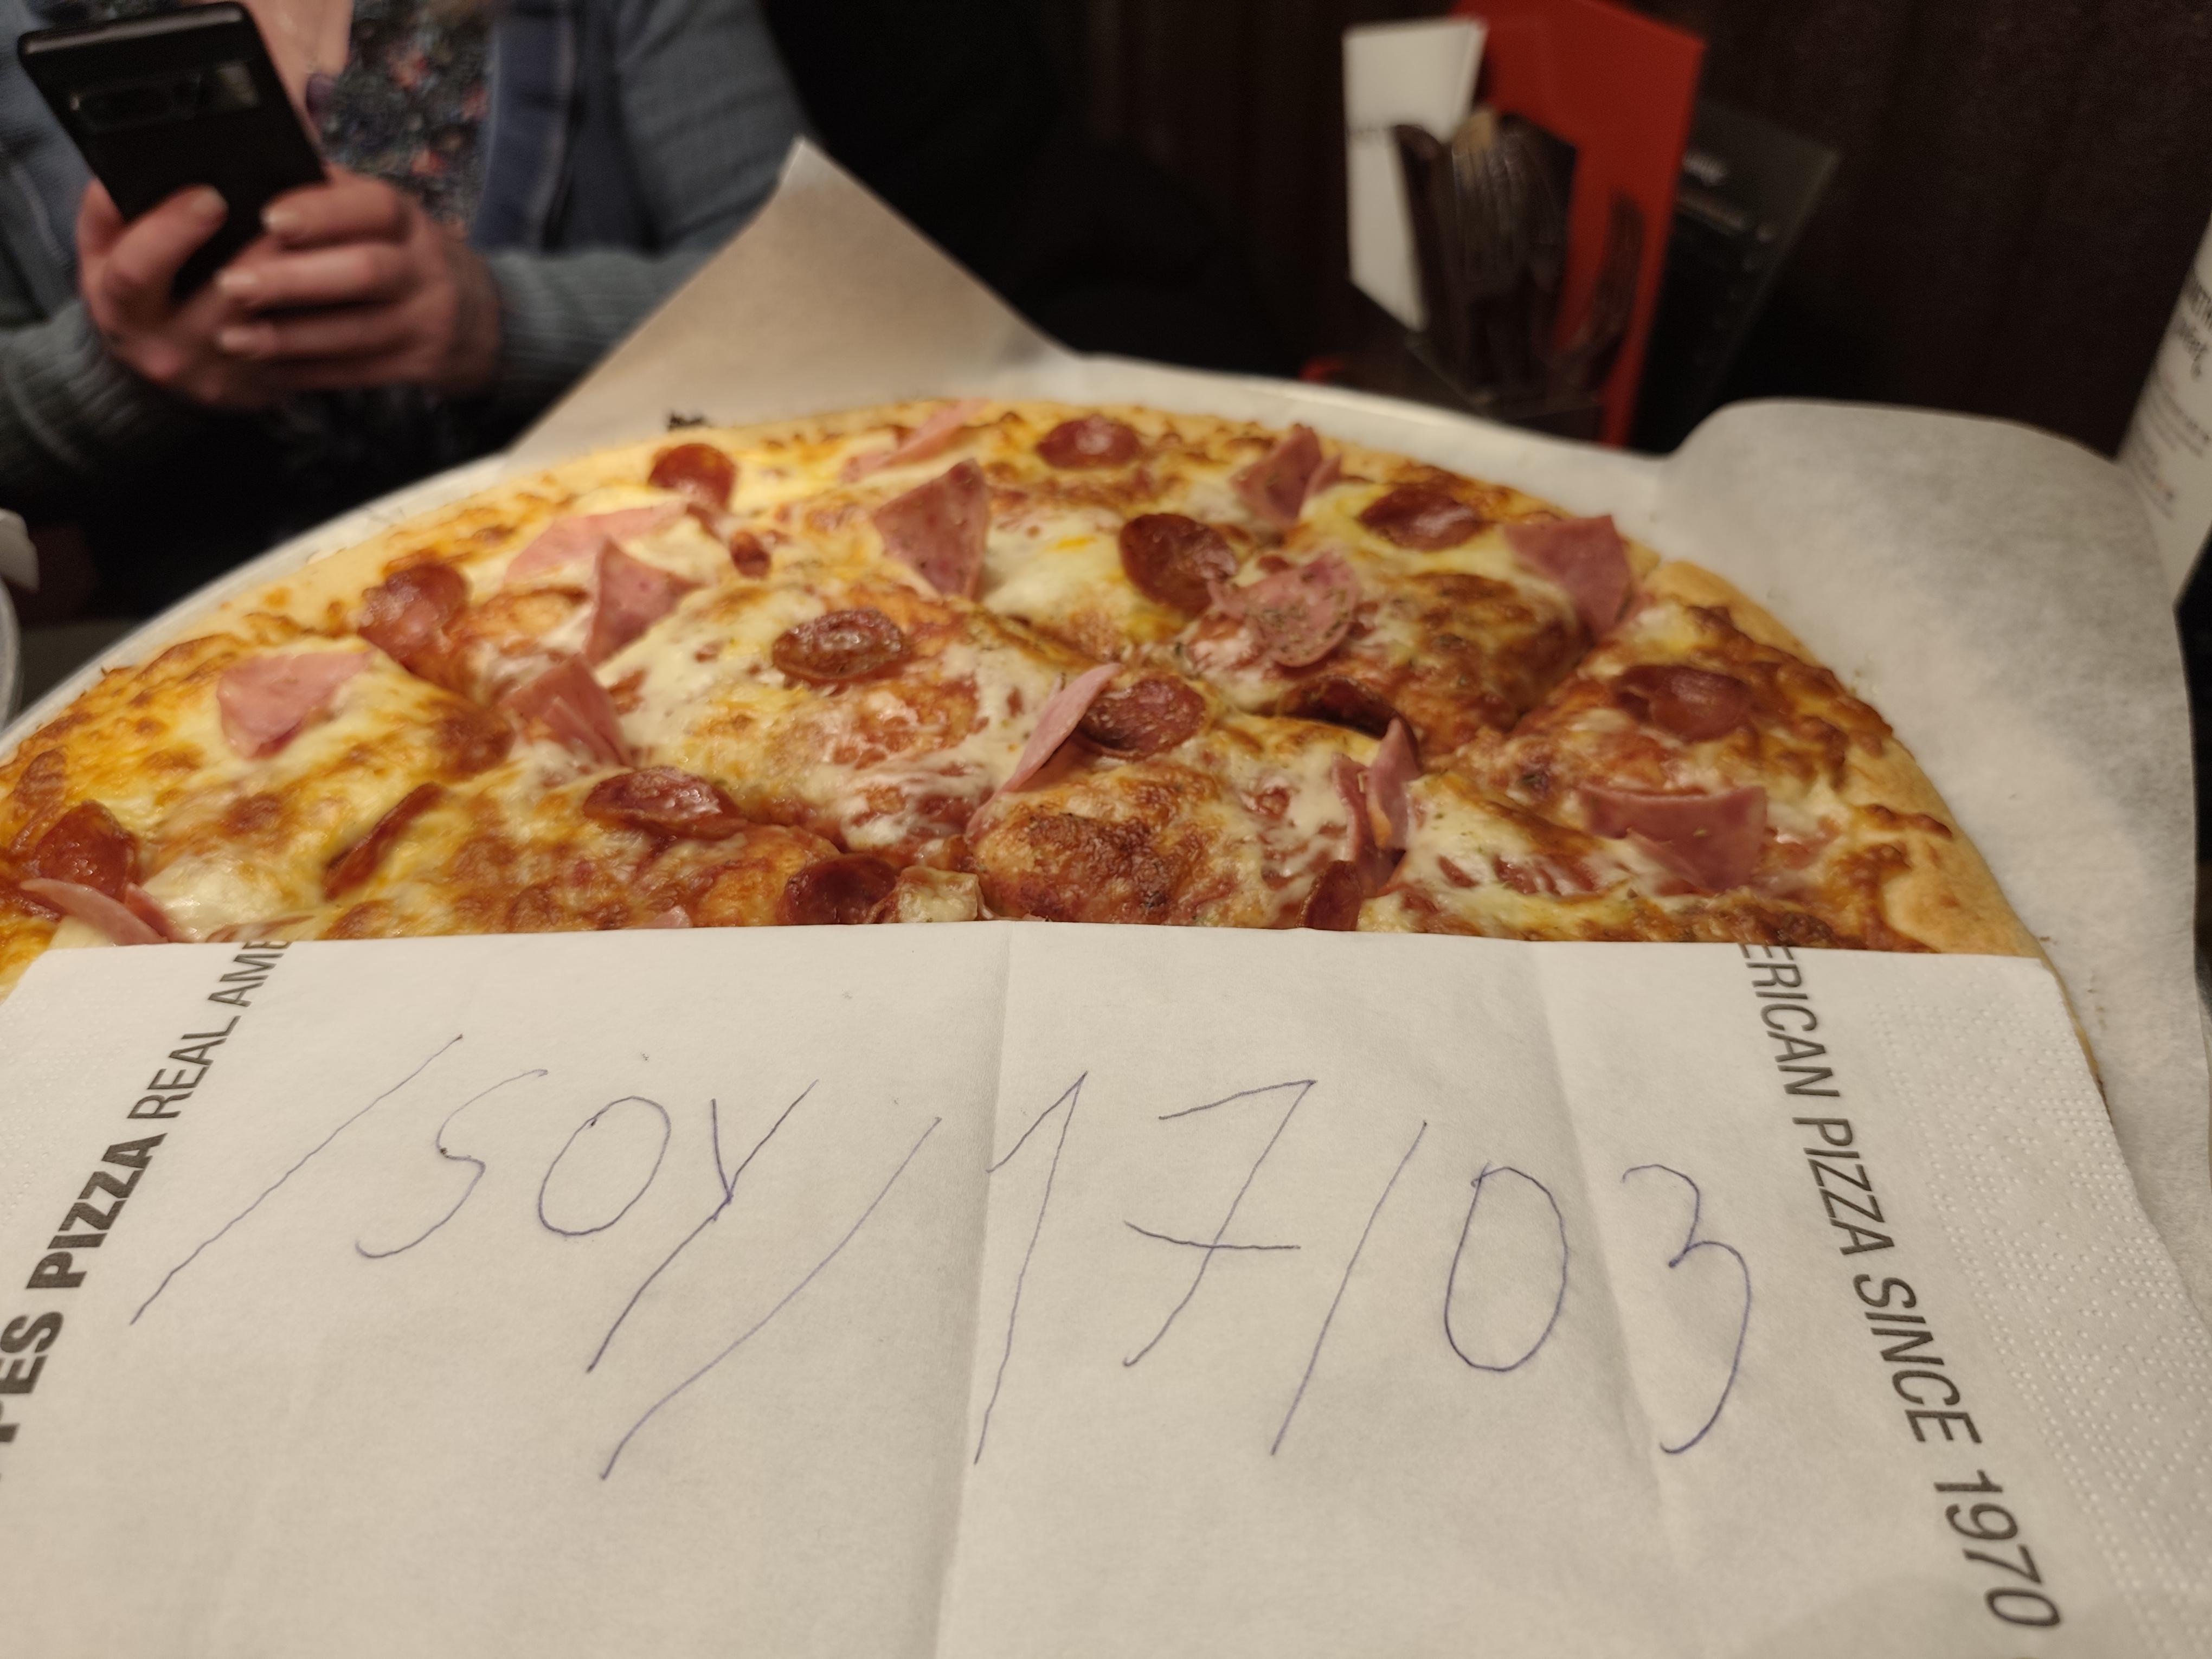 PES PIZZA REAL AME
ERICAN PIZZA SINCE 1970
/SOY/17/03